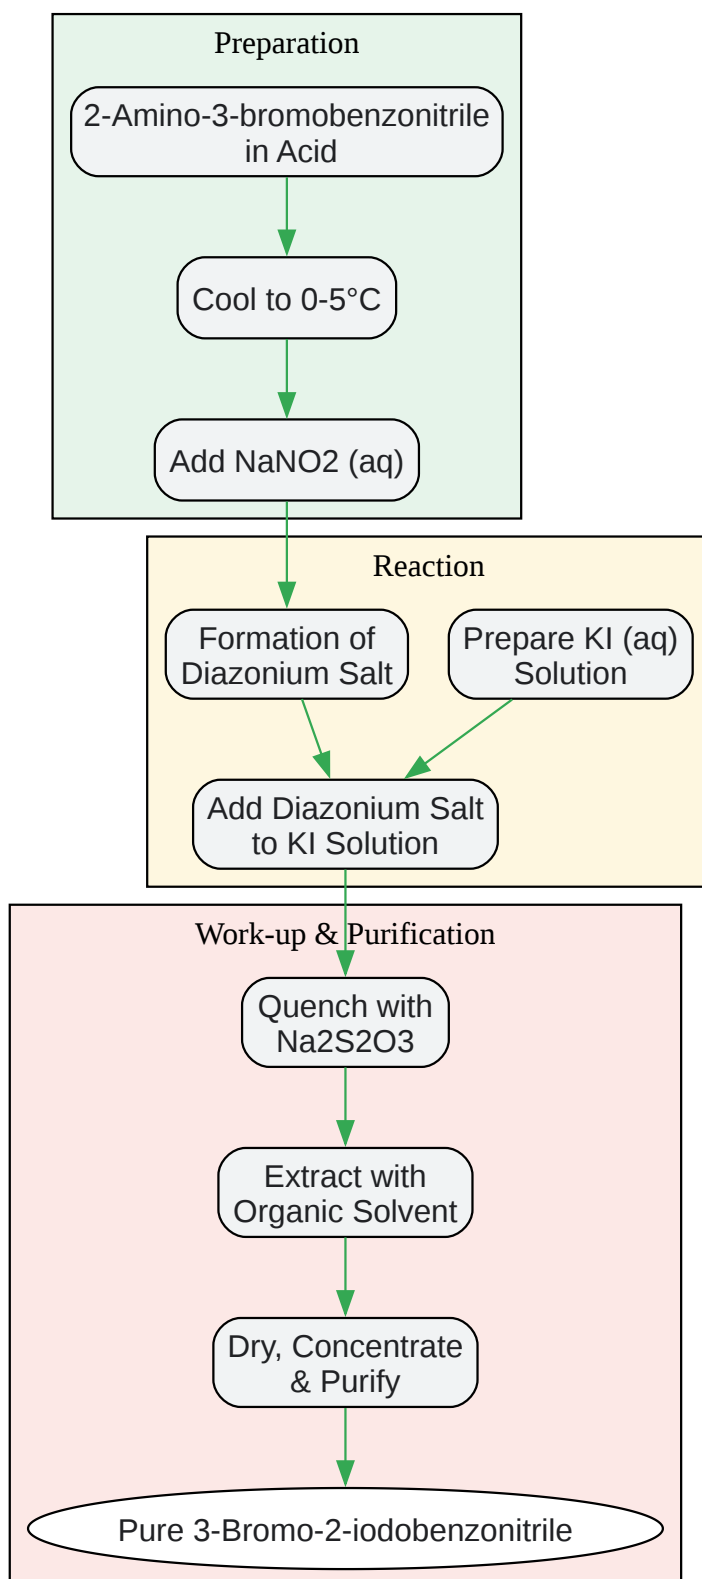 Preparation
2-Amino-3-bromobenzonitrile
in Acid
Cool to 0-5°C
Add NaNO2 (aq)
Reaction
Formation of
Diazonium Salt
Prepare KI (aq)
Solution
Add Diazonium Salt
to KI Solution
Work-up & Purification
Quench with
Na2S2O3
Extract with
Organic Solvent
Dry, Concentrate
& Purify
Pure 3-Bromo-2-iodobenzonitrile